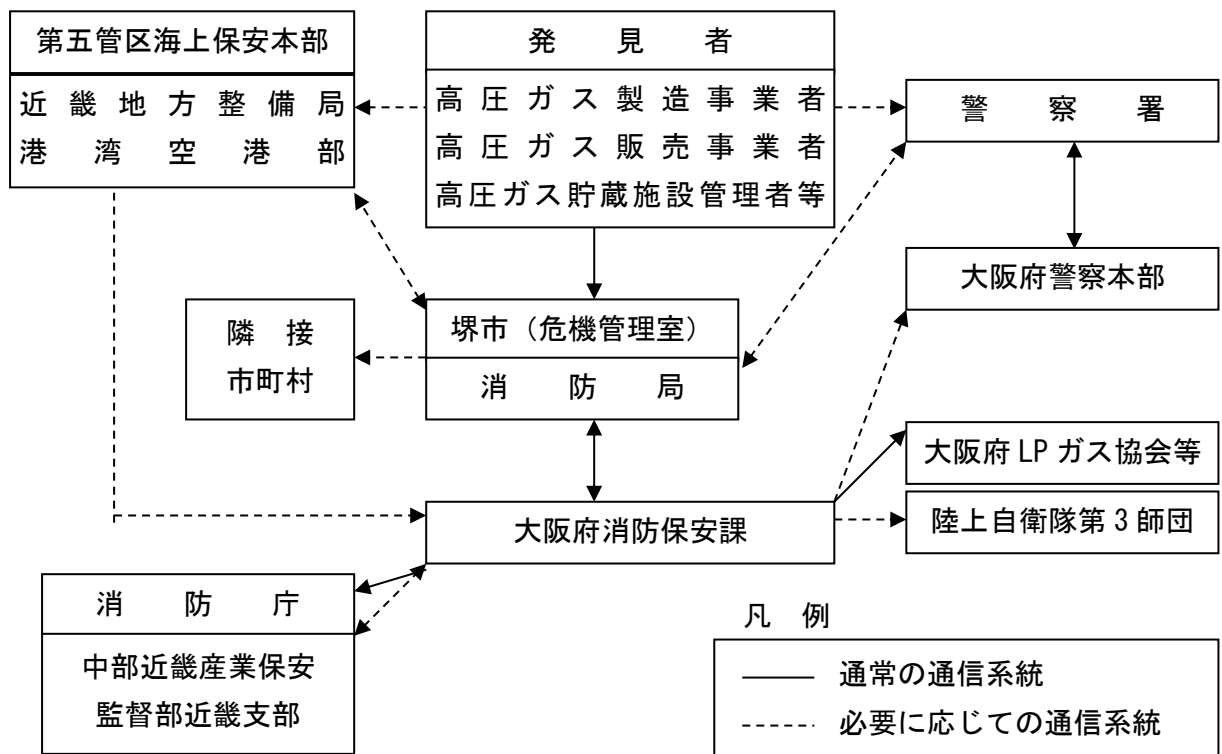 第五管区海上保安本部
近畿地方整備局
港湾空港部
発見者
高圧ガス製造事業者
高圧ガス販売事業者
高圧ガス貯蔵施設管理者等
警察署
大阪府警察本部
隣接
市町村
堺市（危機管理室）
消防局
大阪府LPガス協会等
陸上自衛隊第3師団
大阪府消防保安課
消防庁
中部近畿産業保安
監督部近畿支部
凡例
通常の通信系統
必要に応じての通信系統